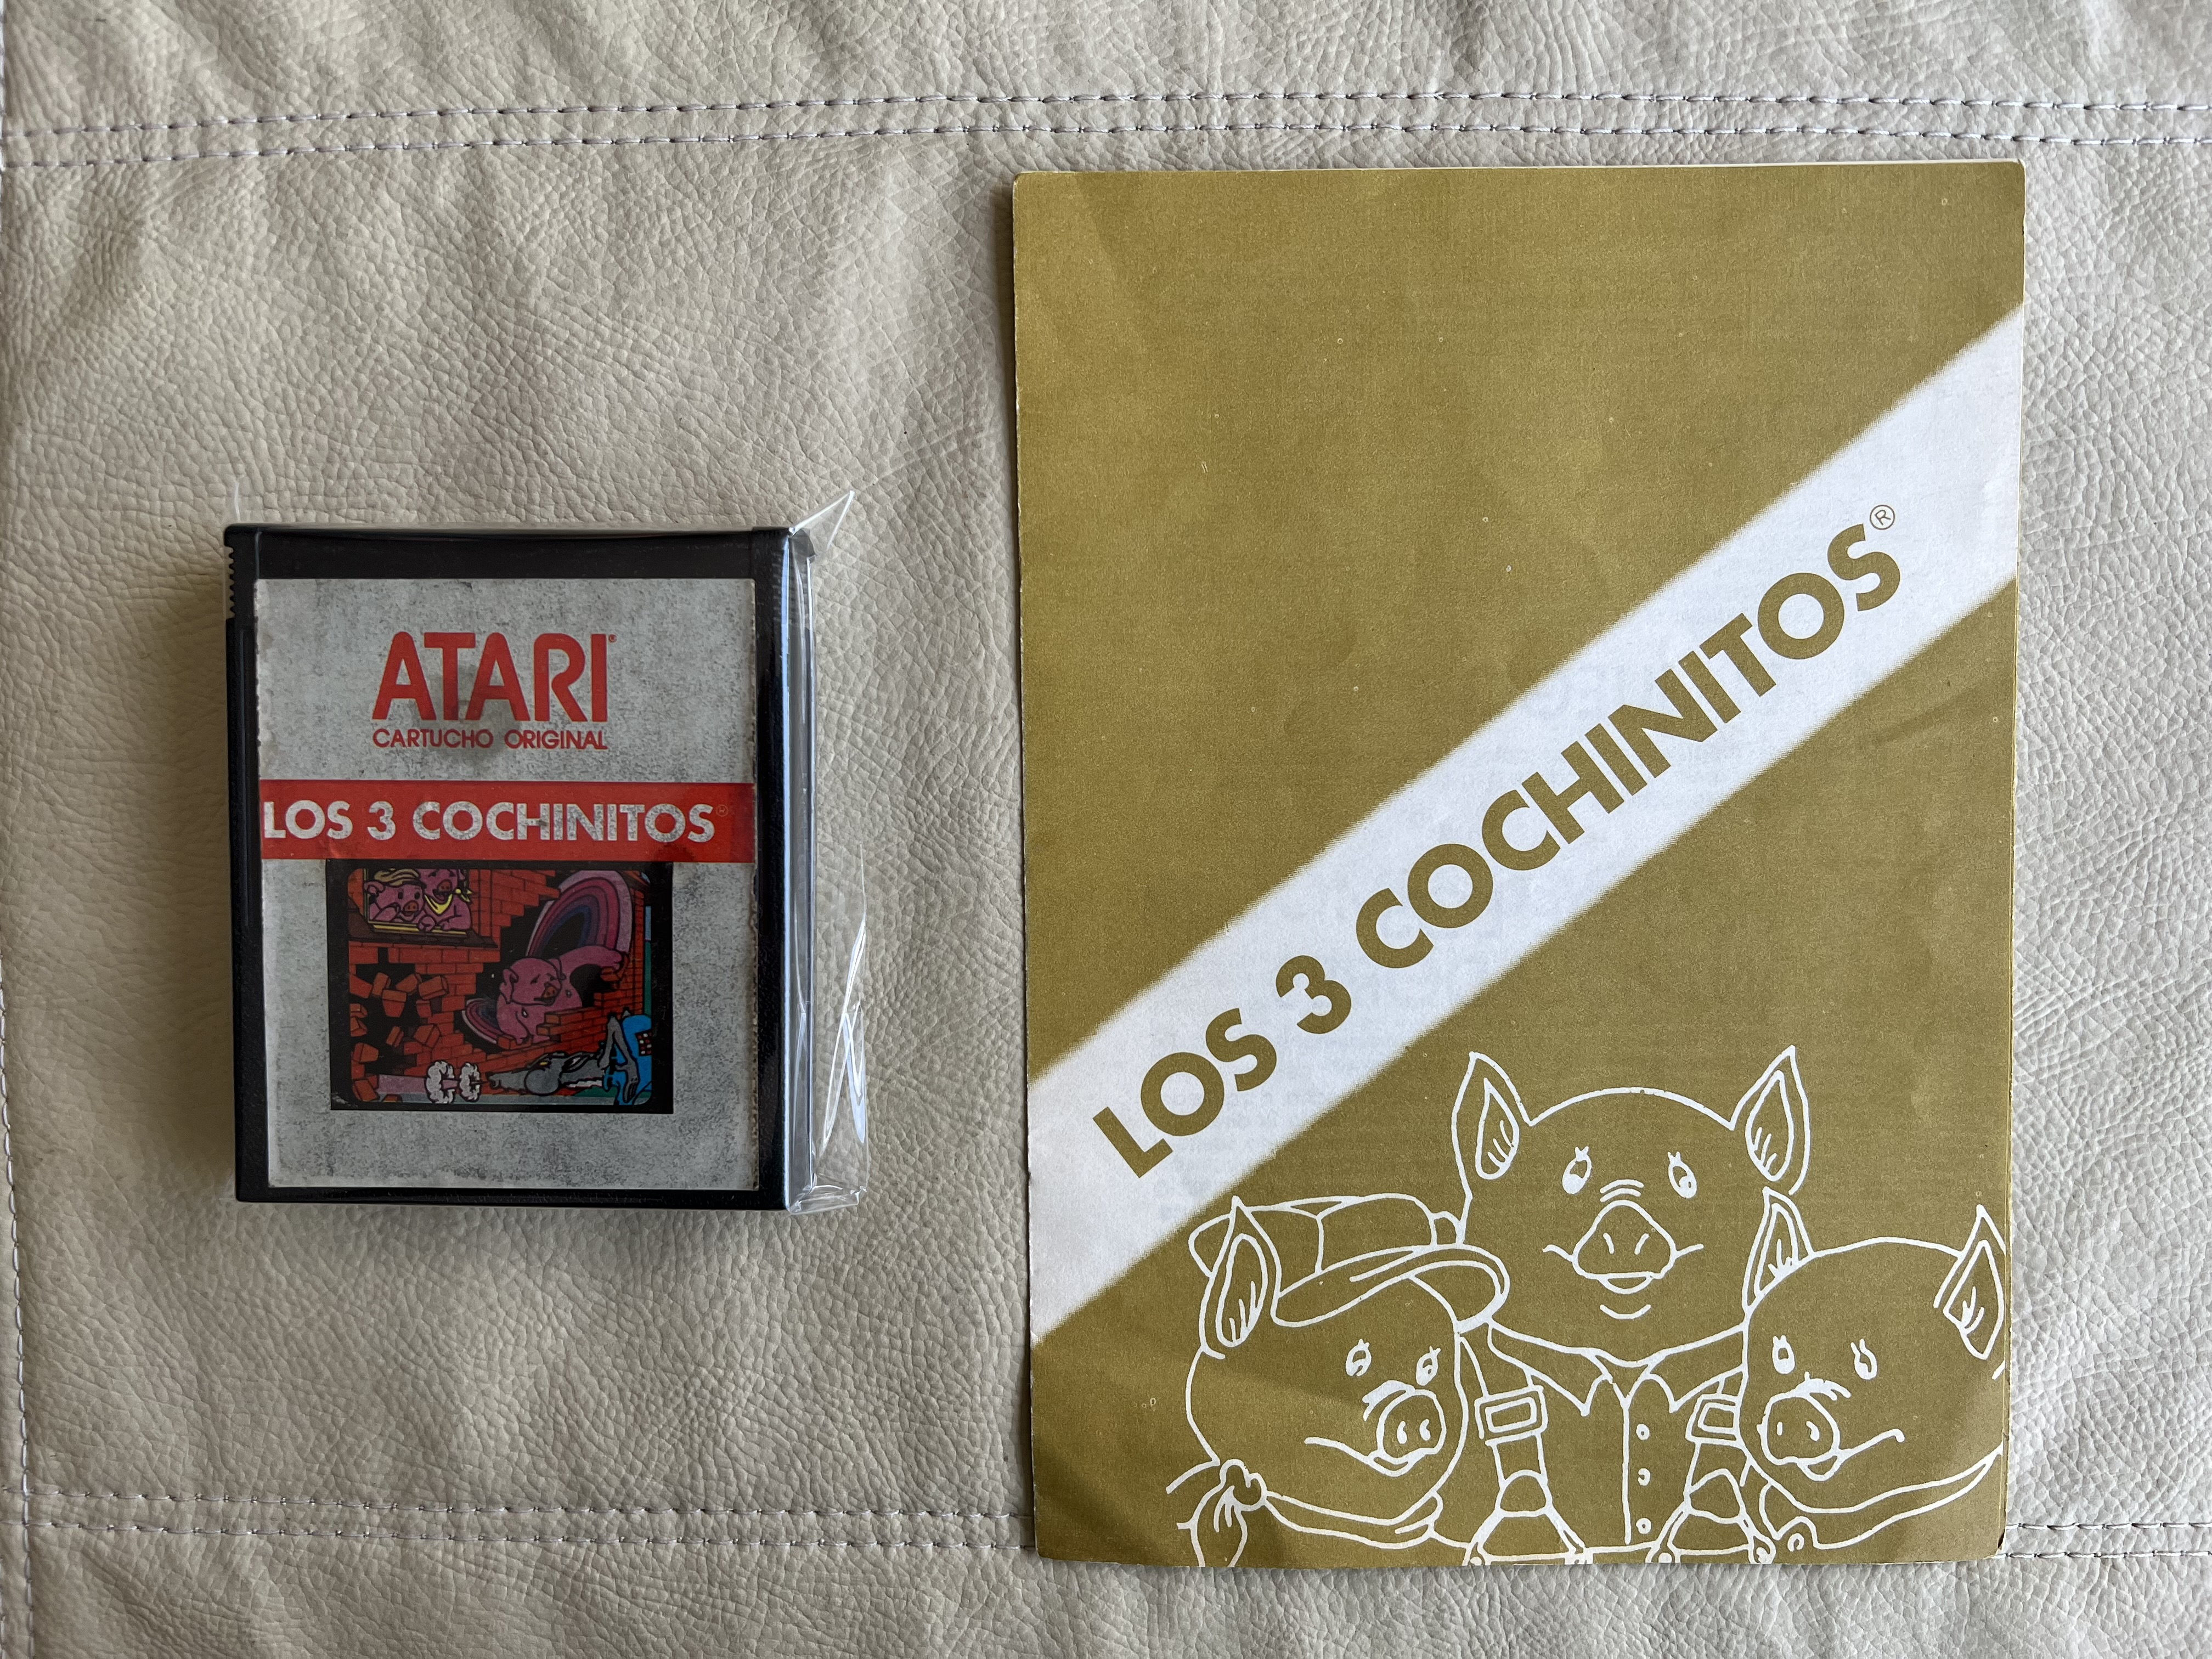 ATARI®
CARTUCHO ORIGINAL
LOS 3 COCHINITOS®
LOS 3 COCHINITOS®